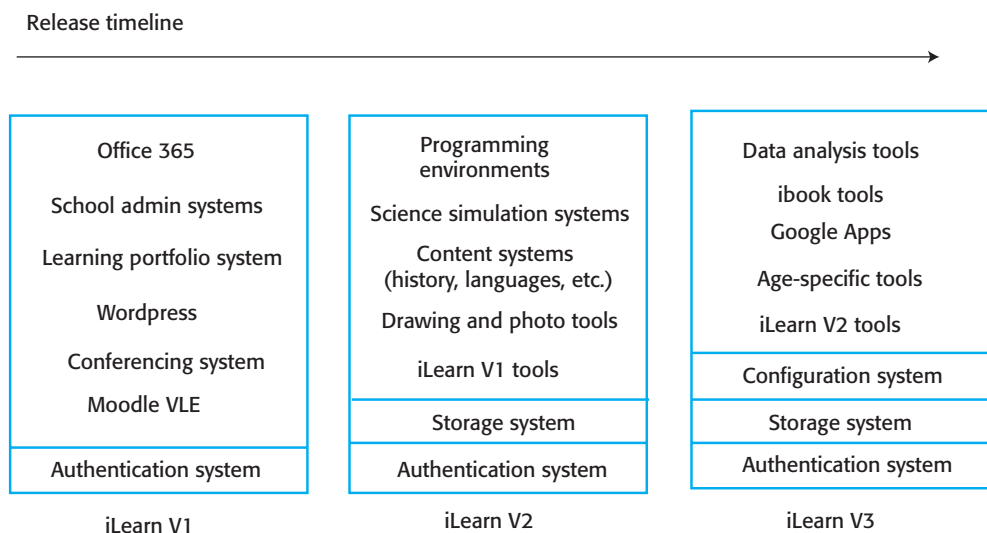 Release timeline
Office 365
School admin systems
Learning portfolio system
Wordpress
Conferencing system
Moodle VLE
Authentication system
iLearn V1
Programming
environments
Science simulation systems
Content systems
(history, languages, etc.)
Drawing and photo tools
iLearn V1 tools
Storage system
Authentication system
iLearn V2
Data analysis tools
ibook tools
Google Apps
Age-specific tools
iLearn V2 tools
Configuration system
Storage system
Authentication system
iLearn V3